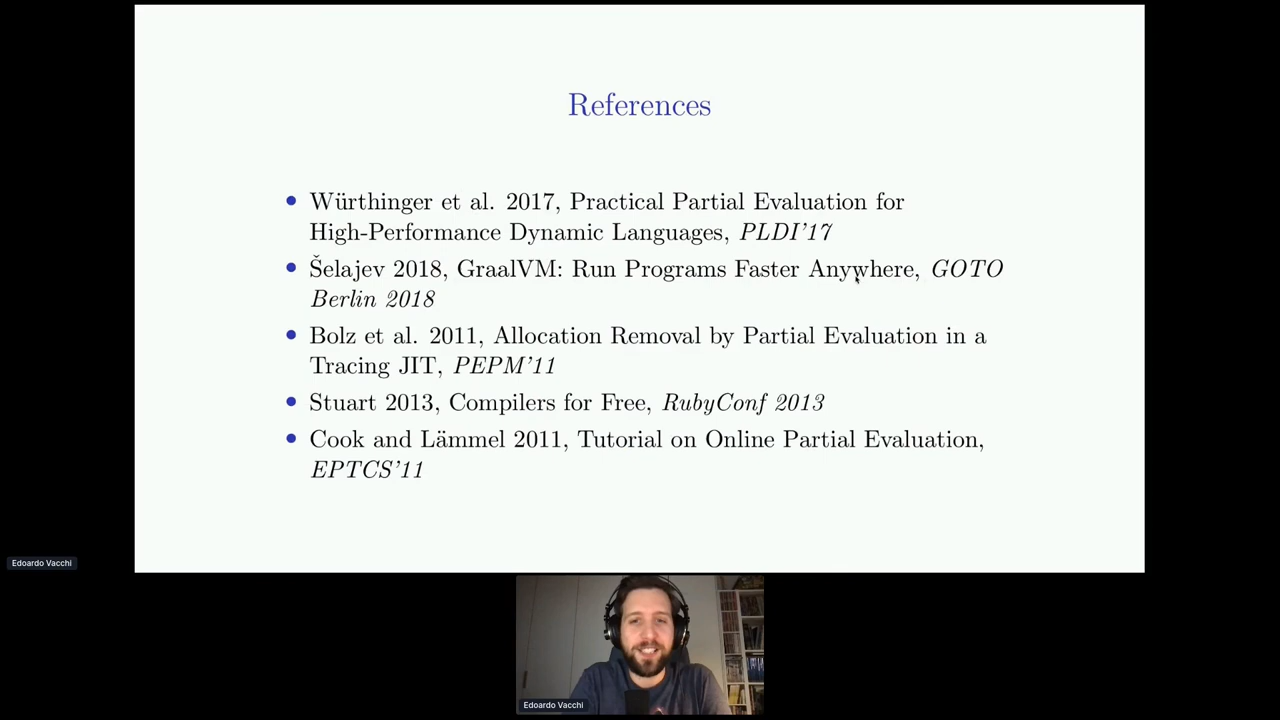 References
• Würthinger et al. 2017, Practical Partial Evaluation for
High-Performance Dynamic Languages, PLDI'17
• Šelajev 2018, GraalVM: Run Programs Faster Anywhere, GOTO
Berlin 2018
• Bolz et al. 2011, Allocation Removal by Partial Evaluation in a
Tracing JIT, PEPM'11
• Stuart 2013, Compilers for Free, RubyConf 2013
• Cook and Lämmel 2011, Tutorial on Online Partial Evaluation,
EPTCS'11
Edoardo Vacchi
Edoardo Vacchi